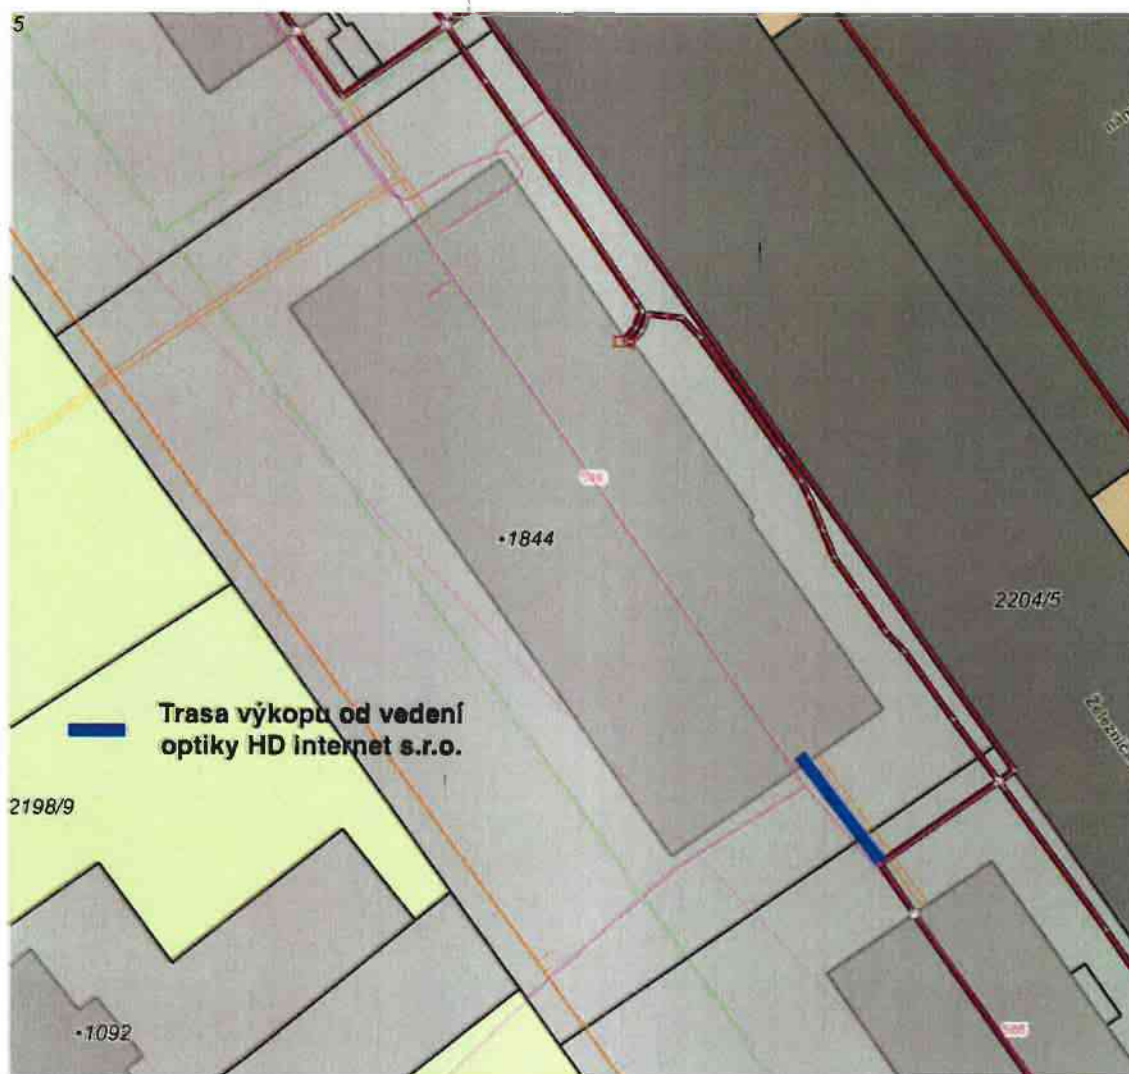 5
•1844
2204/5
Trasa výkopu od vedení
optiky HD internet s.r.o.
2198/9
•1092